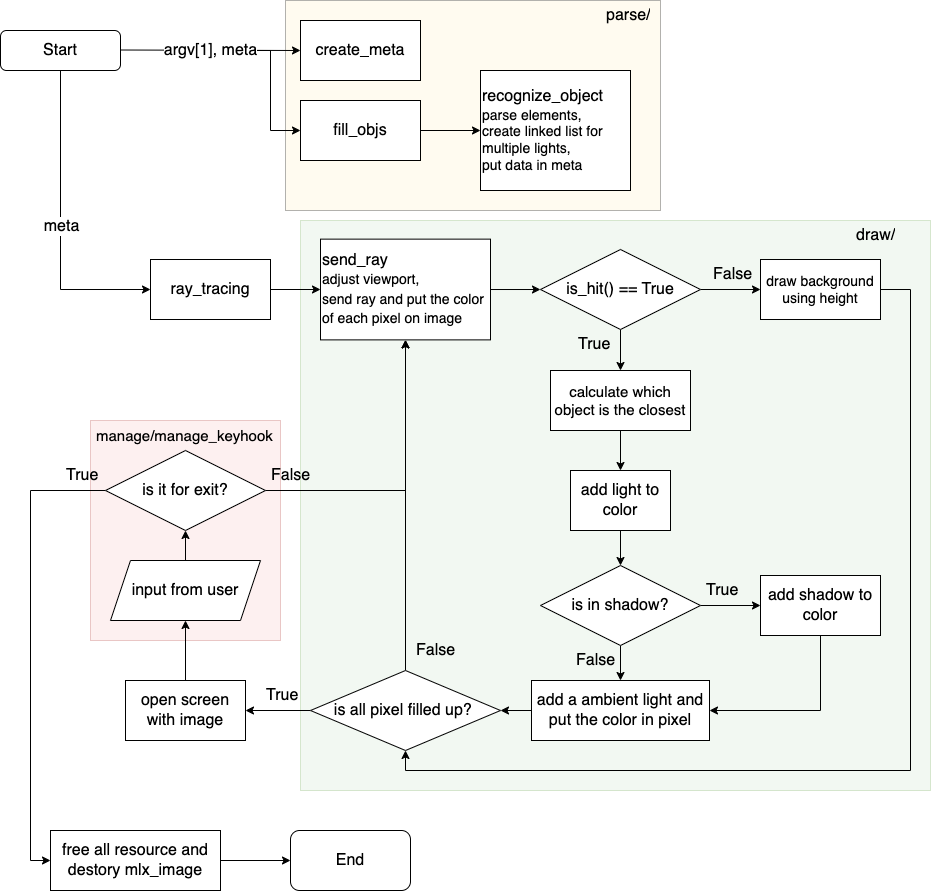 parse/
Start
argv[1], meta
create_meta
fill_objs
recognize_object
parse elements,
create linked list for
multiple lights,
put data in meta
meta
draw/
ray_tracing
send_ray
adjust viewport,
send ray and put the color
of each pixel on image
is_hit() == True
False
draw background
using height
True
calculate which
object is the closest
manage/manage_keyhook
True
is it for exit?
False
add light to
color
input from user
is in shadow?
True
add shadow to
color
False
False
open screen
with image
True
is all pixel filled up?
add a ambient light and
put the color in pixel
free all resource and
destory mlx_image
End